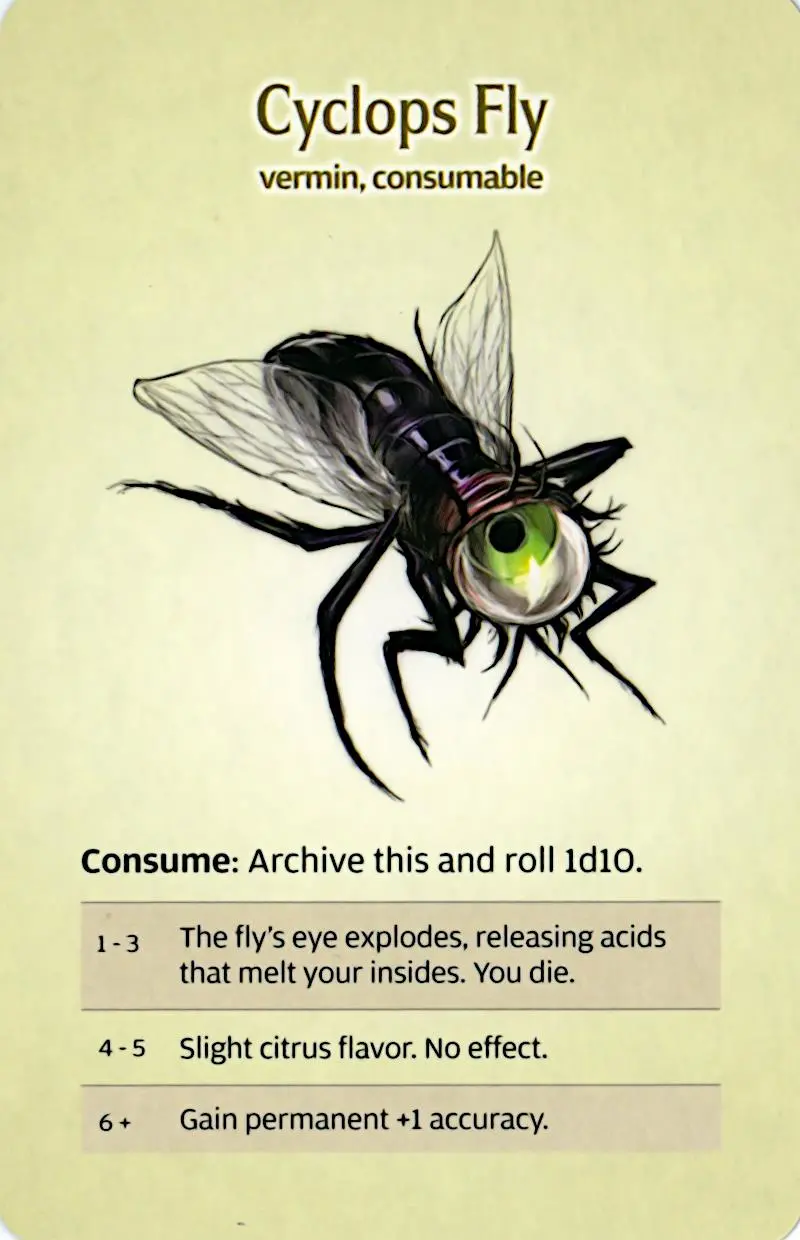 Cyclops Fly
vermin, consumable
Consume: Archive this and roll 1d10.
1 - 3 The fly's eye explodes, releasing acids
that melt your insides. You die.
4 - 5 Slight citrus flavor. No effect.
6 + Gain permanent +1 accuracy.